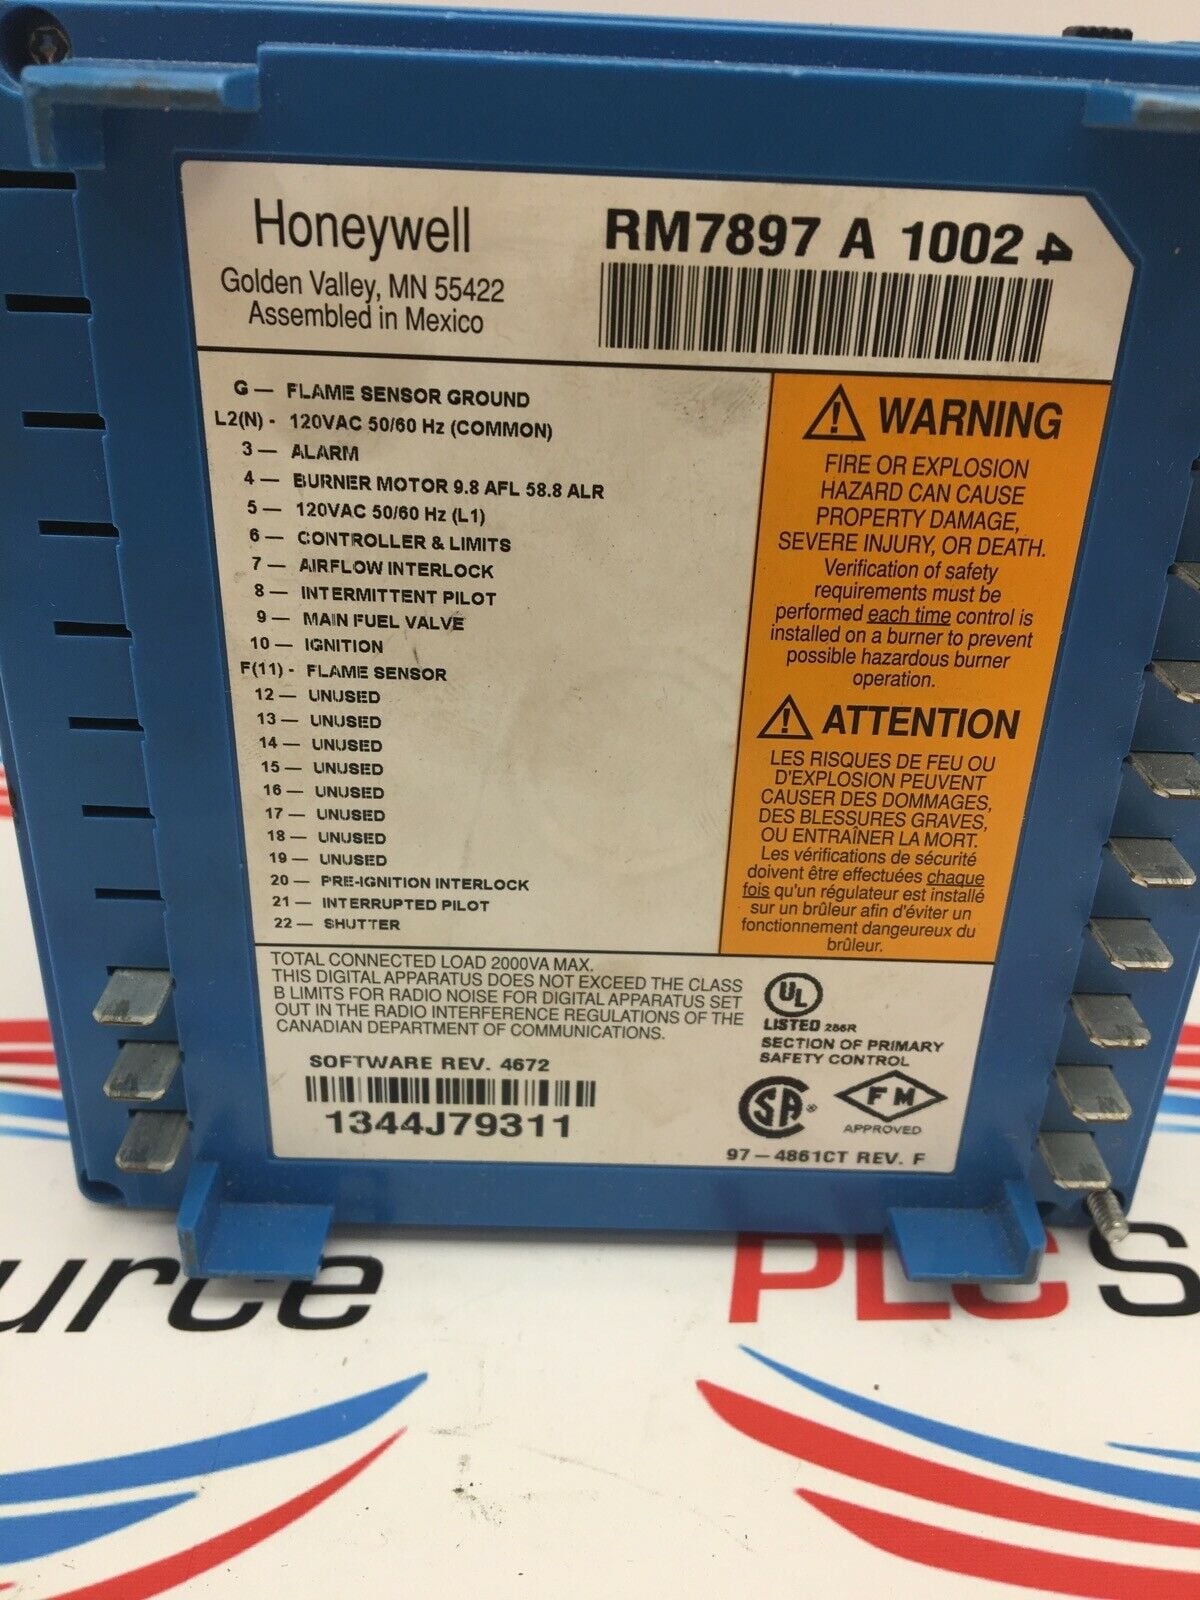 Honeywell
Golden Valley, MN 55422
Assembled in Mexico
RM7897 A 1002 4
G — FLAME SENSOR GROUND
L2(N) - 120VAC 50/60 Hz (COMMON)
3 — ALARM
4 — BURNER MOTOR 9.8 AFL 58.8 ALR
5 — 120VAC 50/60 Hz (L1)
6 — CONTROLLER & LIMITS
7 — AIRFLOW INTERLOCK
8 — INTERMITTENT PILOT
9 — MAIN FUEL VALVE
10 — IGNITION
F(11) - FLAME SENSOR
12 — UNUSED
13 — UNUSED
14 — UNUSED
15 — UNUSED
16 — UNUSED
17 — UNUSED
18 — UNUSED
19 — UNUSED
20 — PRE-IGNITION INTERLOCK
21 — INTERRUPTED PILOT
22 — SHUTTER
WARNING
FIRE OR EXPLOSION
HAZARD CAN CAUSE
PROPERTY DAMAGE,
SEVERE INJURY, OR DEATH.
Verification of safety
requirements must be
performed each time control is
installed on a burner to prevent
possible hazardous burner
operation.
ATTENTION
LES RISQUES DE FEU OU
D'EXPLOSION PEUVENT
CAUSER DES DOMMAGES,
DES BLESSURES GRAVES,
OU ENTRAÎNER LA MORT.
Les vérifications de sécurité
doivent être effectuées chaque
fois qu'un régulateur est installé
sur un brûleur afin d'éviter un
fonctionnement dangeureux du
brûleur.
TOTAL CONNECTED LOAD 2000VA MAX.
THIS DIGITAL APPARATUS DOES NOT EXCEED THE CLASS
B LIMITS FOR RADIO NOISE FOR DIGITAL APPARATUS SET
OUT IN THE RADIO INTERFERENCE REGULATIONS OF THE
CANADIAN DEPARTMENT OF COMMUNICATIONS.
SOFTWARE REV. 4672
1344J79311
UL
LISTED 286R
SECTION OF PRIMARY
SAFETY CONTROL
SA ®
FM
APPROVED
97-4861CT REV. F
urce
PLCS